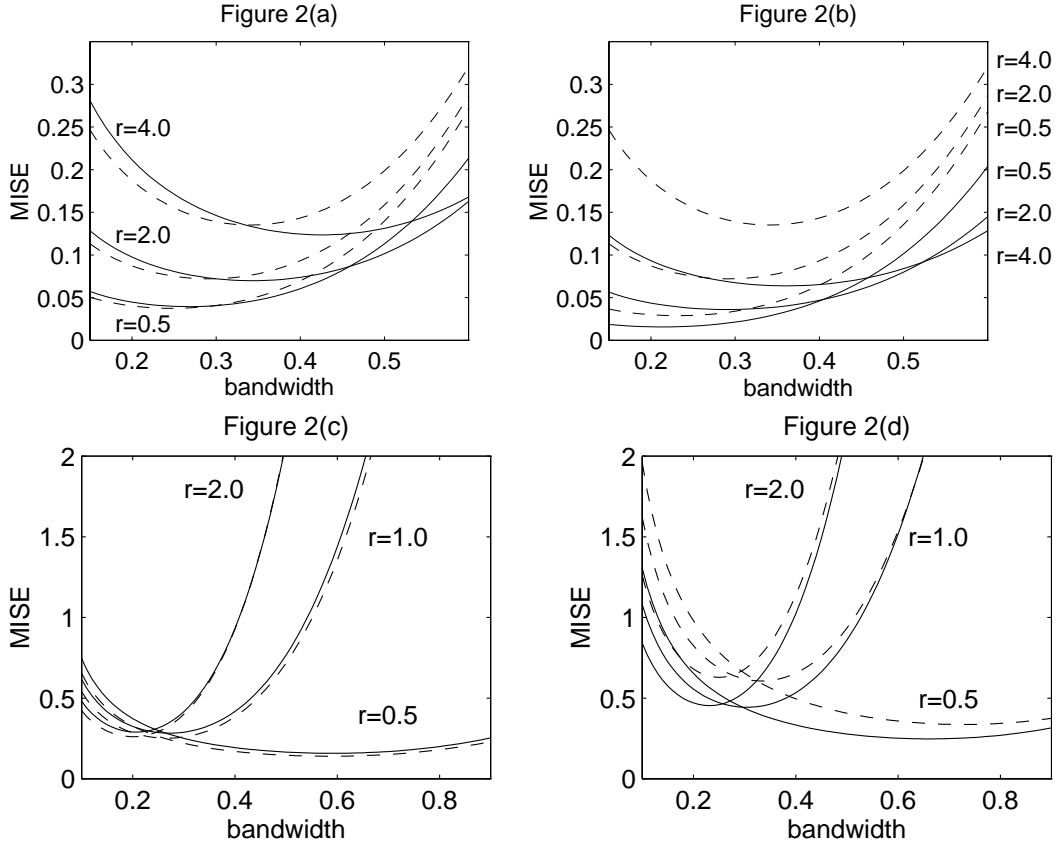 Figure 2(a)
MISE
0.3
0.25
0.2
0.15
0.1
0.05
0
r=4.0
r=2.0
r=0.5
0.2 0.3 0.4 0.5
bandwidth
Figure 2(b)
MISE
0.3
0.25
0.2
0.15
0.1
0.05
0
r=4.0
r=2.0
r=0.5
r=0.5
r=2.0
r=4.0
0.2 0.3 0.4 0.5
bandwidth
Figure 2(c)
MISE
2
1.5
1
0.5
0
r=2.0
r=1.0
r=0.5
0.2 0.4 0.6 0.8
bandwidth
Figure 2(d)
MISE
2
1.5
1
0.5
0
r=2.0
r=1.0
r=0.5
0.2 0.4 0.6 0.8
bandwidth